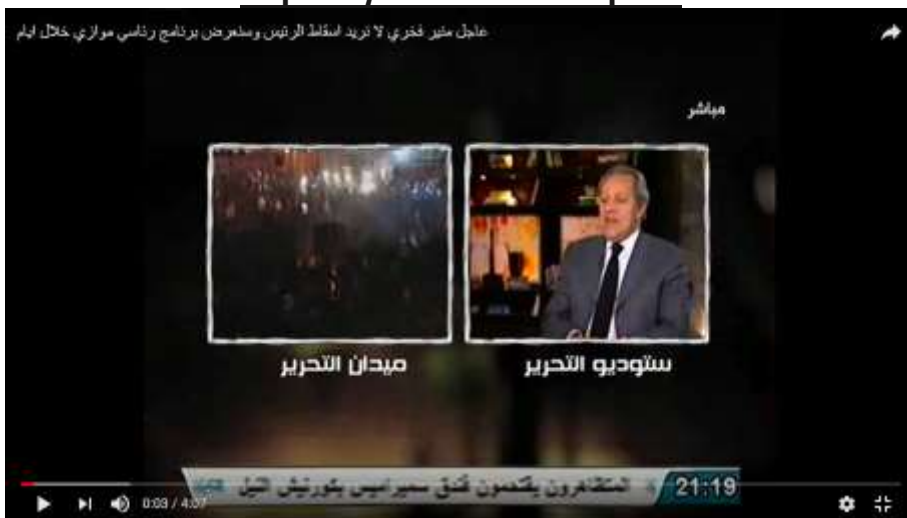 عاجل منير فخري لا نريد اسقاط الرئيس وسنعرض برنامج رئاسي موازي خلال ايام
مباشر
ستوديو التحرير
ميدان التحرير
21:19
المتظاهرون يقتحمون فندق سميراميس بكورنيش النيل
0:03 / 4:07